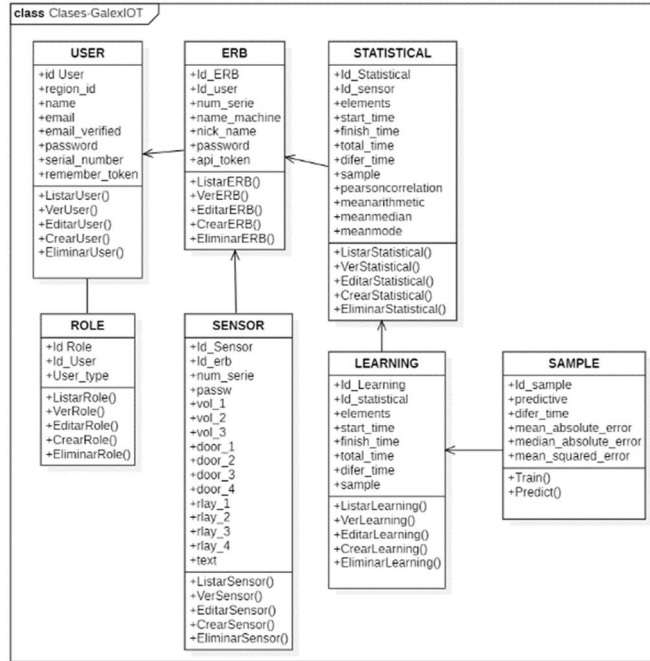 class Clases-GalexIOT
USER
+id User
+region_id
+name
+email
+email_verified
+password
+serial_number
+remember_token
+ListarUser()
+VerUser()
+EditarUser()
+CrearUser()
+EliminarUser()
ERB
+Id_ERB
+Id_user
+num_serie
+name_machine
+nick_name
+password
+api_token
+ListarERB()
+VerERB()
+EditarERB()
+CrearERB()
+EliminarERB()
STATISTICAL
+Id_Statistical
+Id_sensor
+elements
+start_time
+finish_time
+total_time
+difer_time
+sample
+pearsoncorrelation
+meanarithmetic
+meanmedian
+meanmode
+ListarStatistical()
+VerStatistical()
+EditarStatistical()
+CrearStatistical()
+EliminarStatistical()
ROLE
+Id Role
+Id_User
+User_type
+ListarRole()
+VerRole()
+EditarRole()
+CrearRole()
+EliminarRole()
SENSOR
+Id_Sensor
+Id_erb
+num_serie
+passw
+vol_1
+vol_2
+vol_3
+door_1
+door_2
+door_3
+door_4
+rlay_1
+rlay_2
+rlay_3
+rlay_4
+text
+ListarSensor()
+VerSensor()
+EditarSensor()
+CrearSensor()
+EliminarSensor()
LEARNING
+Id_Learning
+Id_statistical
+elements
+start_time
+finish_time
+total_time
+difer_time
+sample
+ListarLearning()
+VerLearning()
+EditarLearning()
+CrearLearning()
+EliminarLearning()
SAMPLE
+Id_sample
+predictive
+difer_time
+mean_absolute_error
+median_absolute_error
+mean_squared_error
+Train()
+Predict()